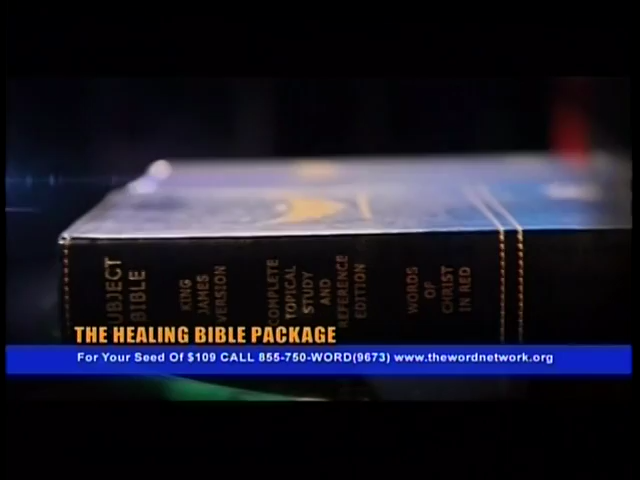 UBJECT
BIBLE
KING
JAMES
VERSION
COMPLETE
TOPICAL
STUDY
AND
REFERENCE
EDITION
WORDS
OF
CHRIST
IN RED
THE HEALING BIBLE PACKAGE
For Your Seed Of $109 CALL 855-750-WORD(9673) www.thewordnetwork.org